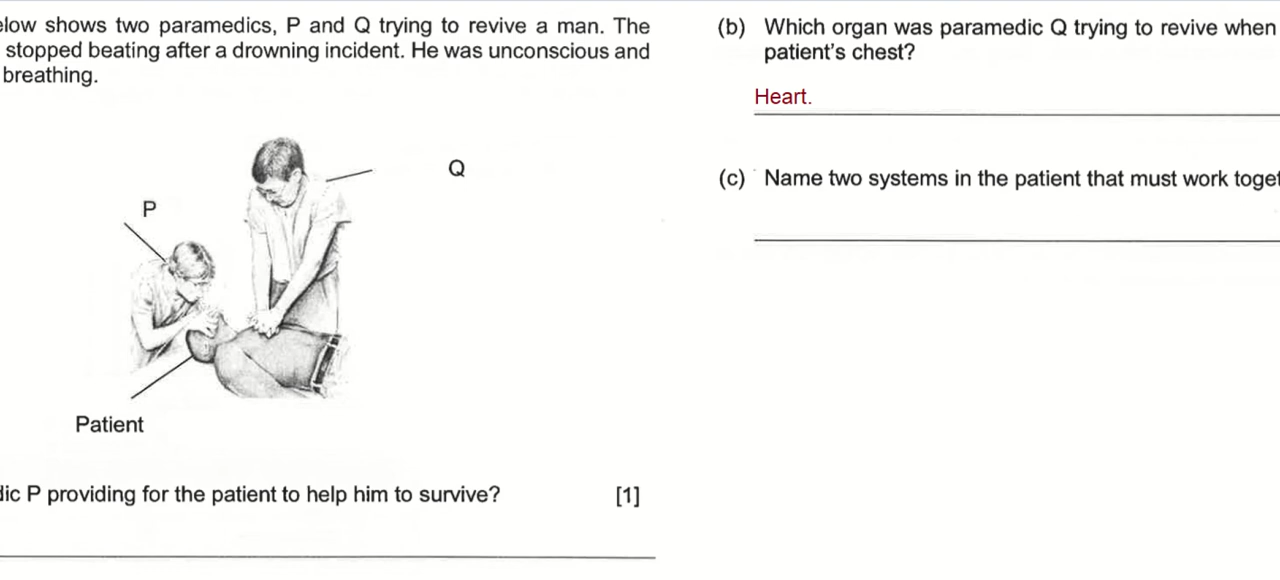 elow shows two paramedics, P and Q trying to revive a man. The
stopped beating after a drowning incident. He was unconscious and
breathing.
Q
P
Patient
dic P providing for the patient to help him to survive? [1]
(b) Which organ was paramedic Q trying to revive when
patient's chest?
Heart.
(c) Name two systems in the patient that must work toget